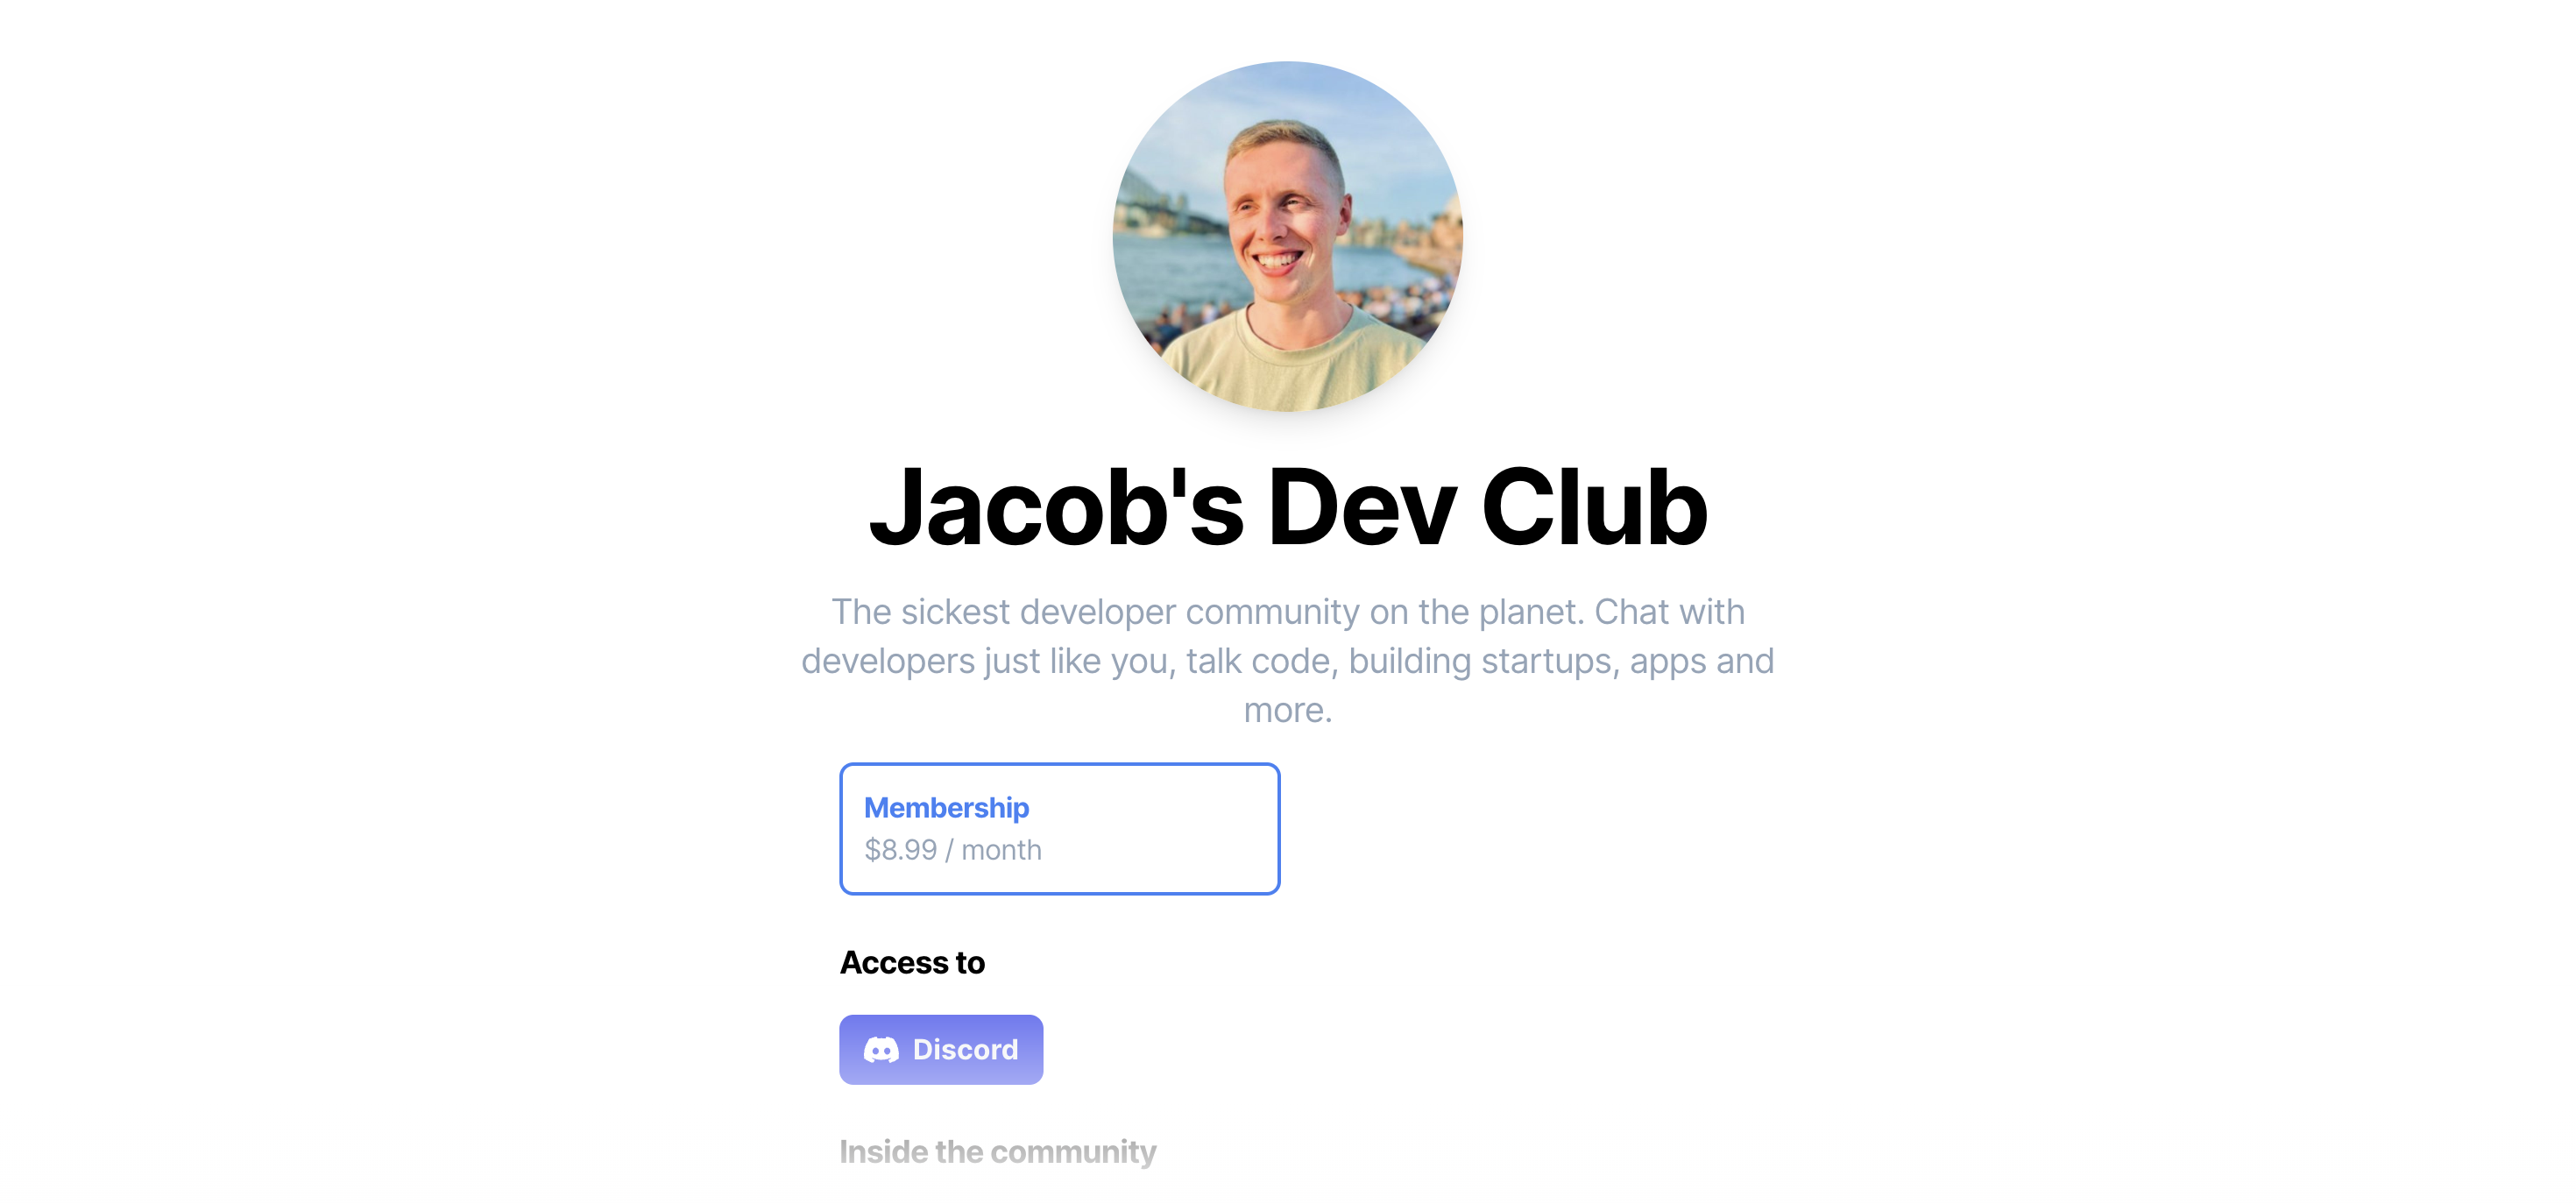 Jacob's Dev Club
The sickest developer community on the planet. Chat with
developers just like you, talk code, building startups, apps and
more.
Membership
$8.99 / month
Access to
Discord
Inside the community